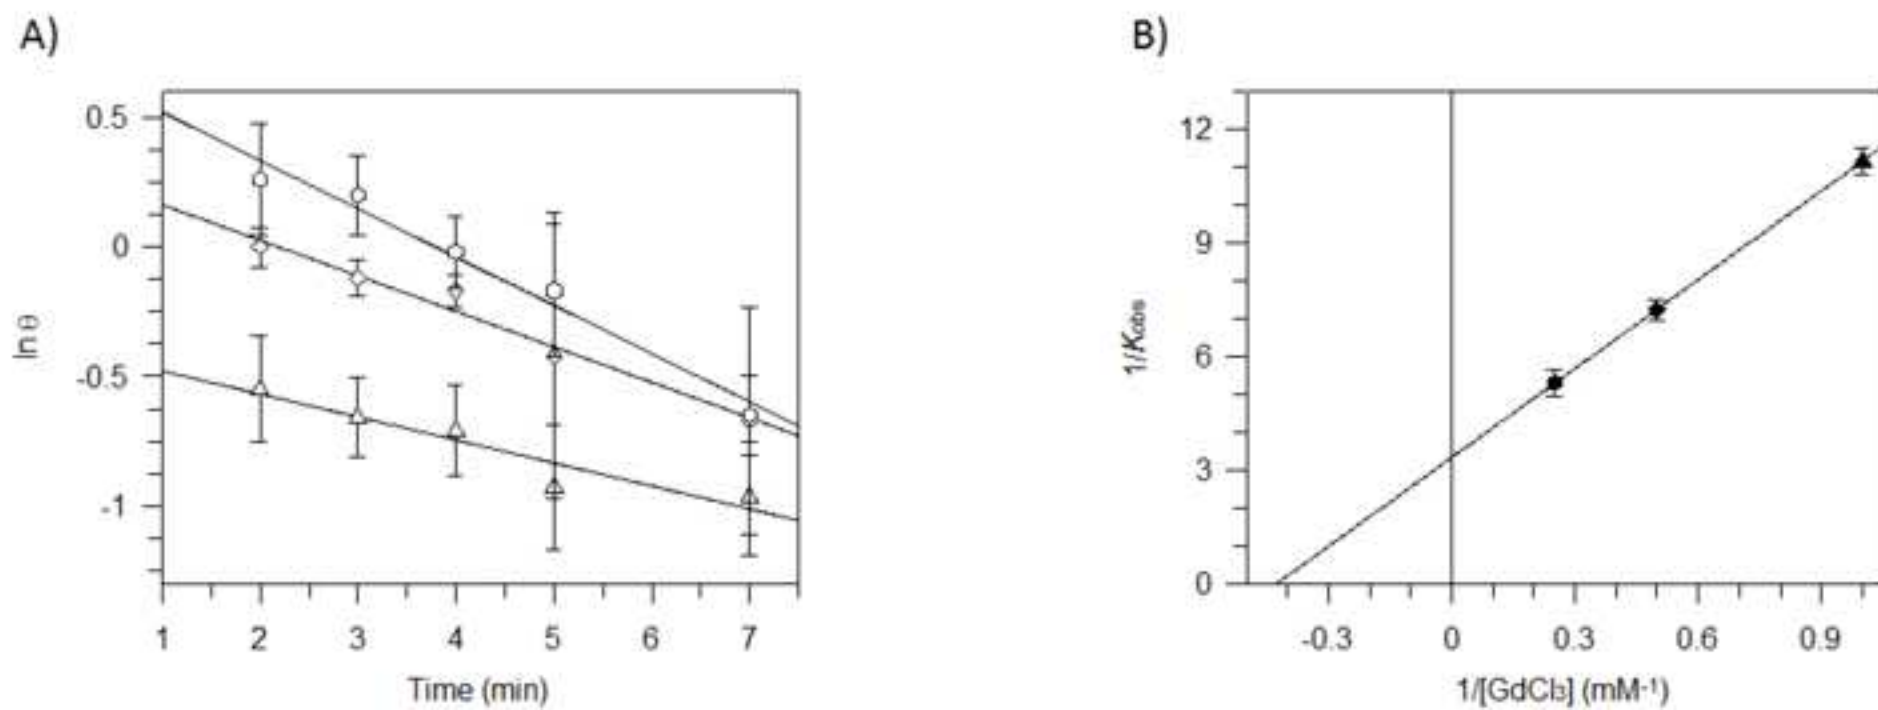 A)
0.5
0
-0.5
-1
ln θ
1 2 3 4 5 6 7
Time (min)
B)
12
9
6
3
0
1/Kobs
-0.3 0 0.3 0.6 0.9
1/[GdCl3] (mM-1)